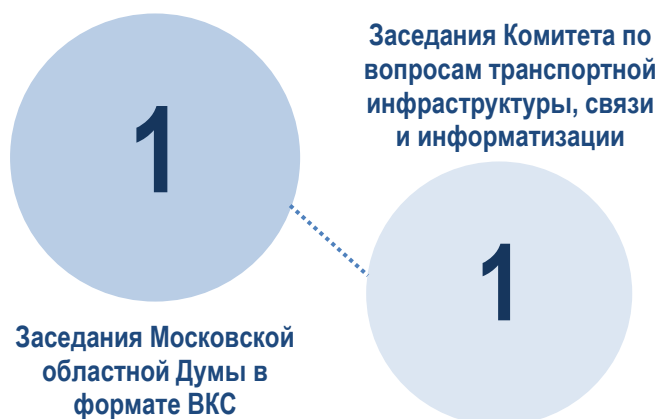 1
Заседания Московской
областной Думы в
формате ВКС
Заседания Комитета по
вопросам транспортной
инфраструктуры, связи
и информатизации
1